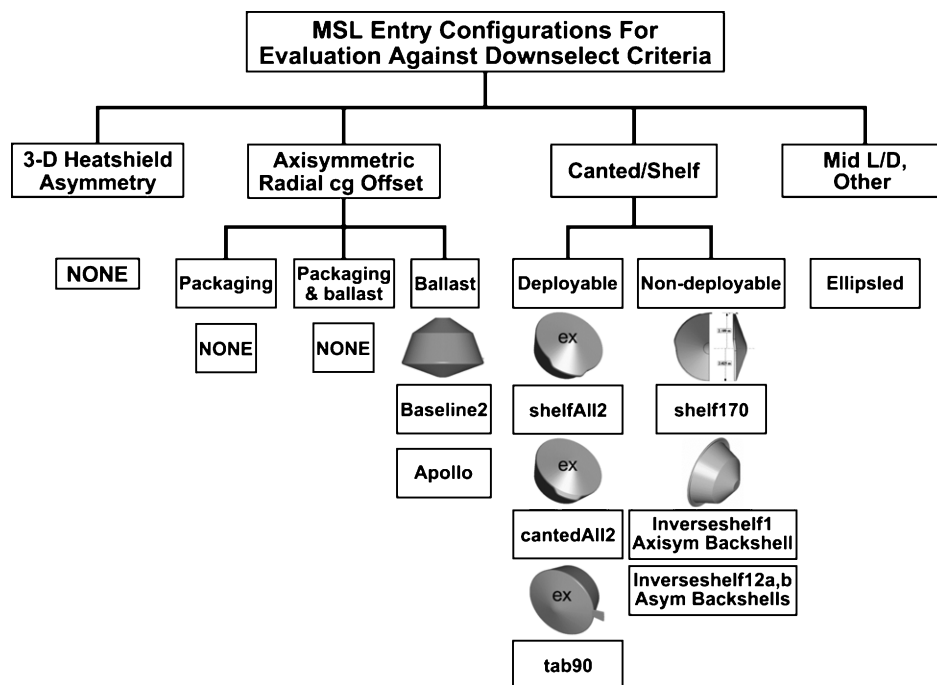 MSL Entry Configurations For
Evaluation Against Downselect Criteria
3-D Heatshield
Asymmetry
Axisymmetric
Radial cg Offset
Canted/Shelf
Mid L/D,
Other
NONE
Packaging
Packaging
& ballast
Ballast
Deployable
Non-deployable
Ellipsled
NONE
NONE
ex
Baseline2
shelfAll2
shelf170
Apollo
ex
cantedAll2
Inverseshelf1
Axisym Backshell
ex
Inverseshelf12a,b
Asym Backshells
tab90